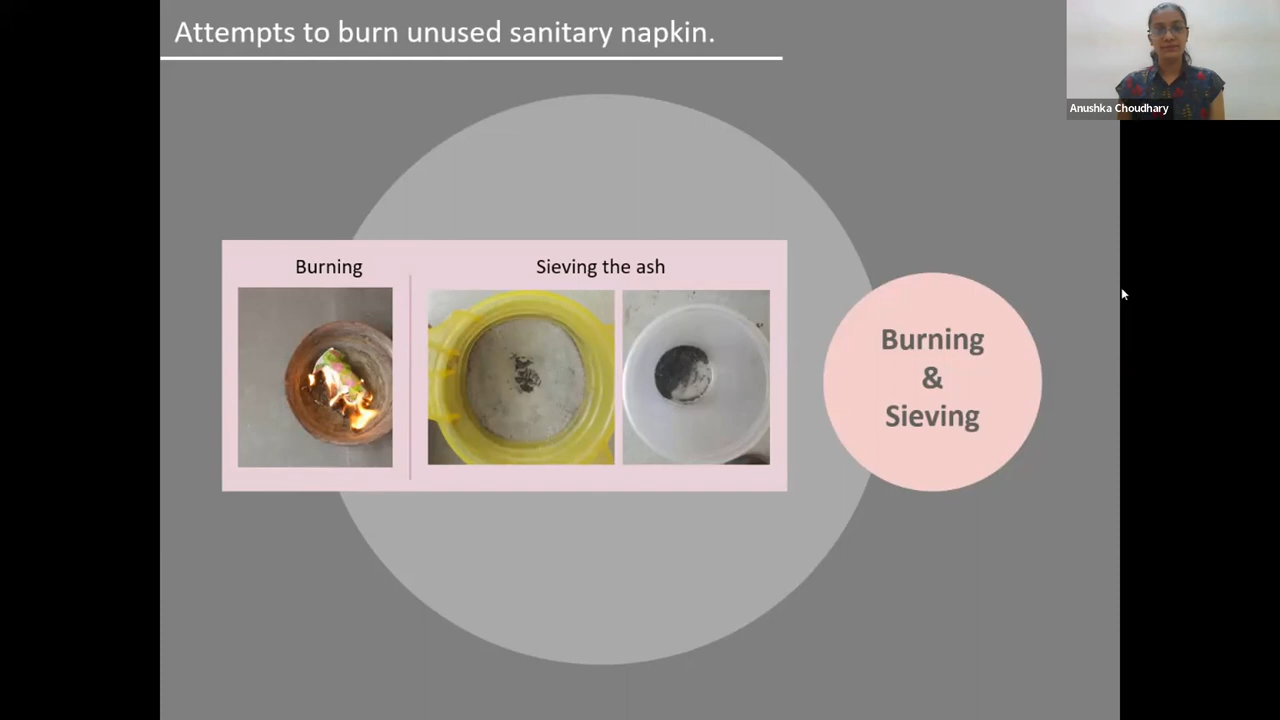 Attempts to burn unused sanitary napkin.
Anushka Choudhary
Burning
Sieving the ash
Burning
&
Sieving